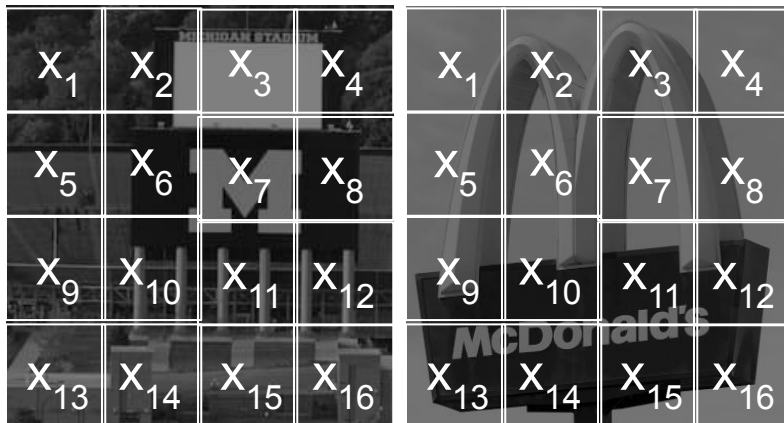 MICHIGAN STADIUM
X1 X2 X3 X4
X5 X6 X7 X8
M
X9 X10 X11 X12
X13 X14 X15 X16
X1 X2 X3 X4
X5 X6 X7 X8
X9 X10 X11 X12
McDonald's
X13 X14 X15 X16